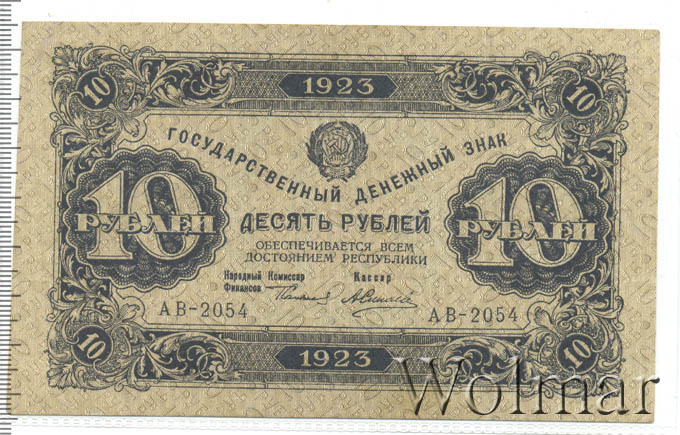 10 1923 10
ГОСУДАРСТВЕННЫЙ ДЕНЕЖНЫЙ ЗНАК
10 РУБЛЕЙ
10 РУБЛЕЙ
ДЕСЯТЬ РУБЛЕЙ
ОБЕСПЕЧИВАЕТСЯ ВСЕМ
ДОСТОЯНИЕМ РЕСПУБЛИКИ
Народный Комиссар Кассир
Финансов
АВ-2054 АВ-2054
10 1923 10
Wolmar